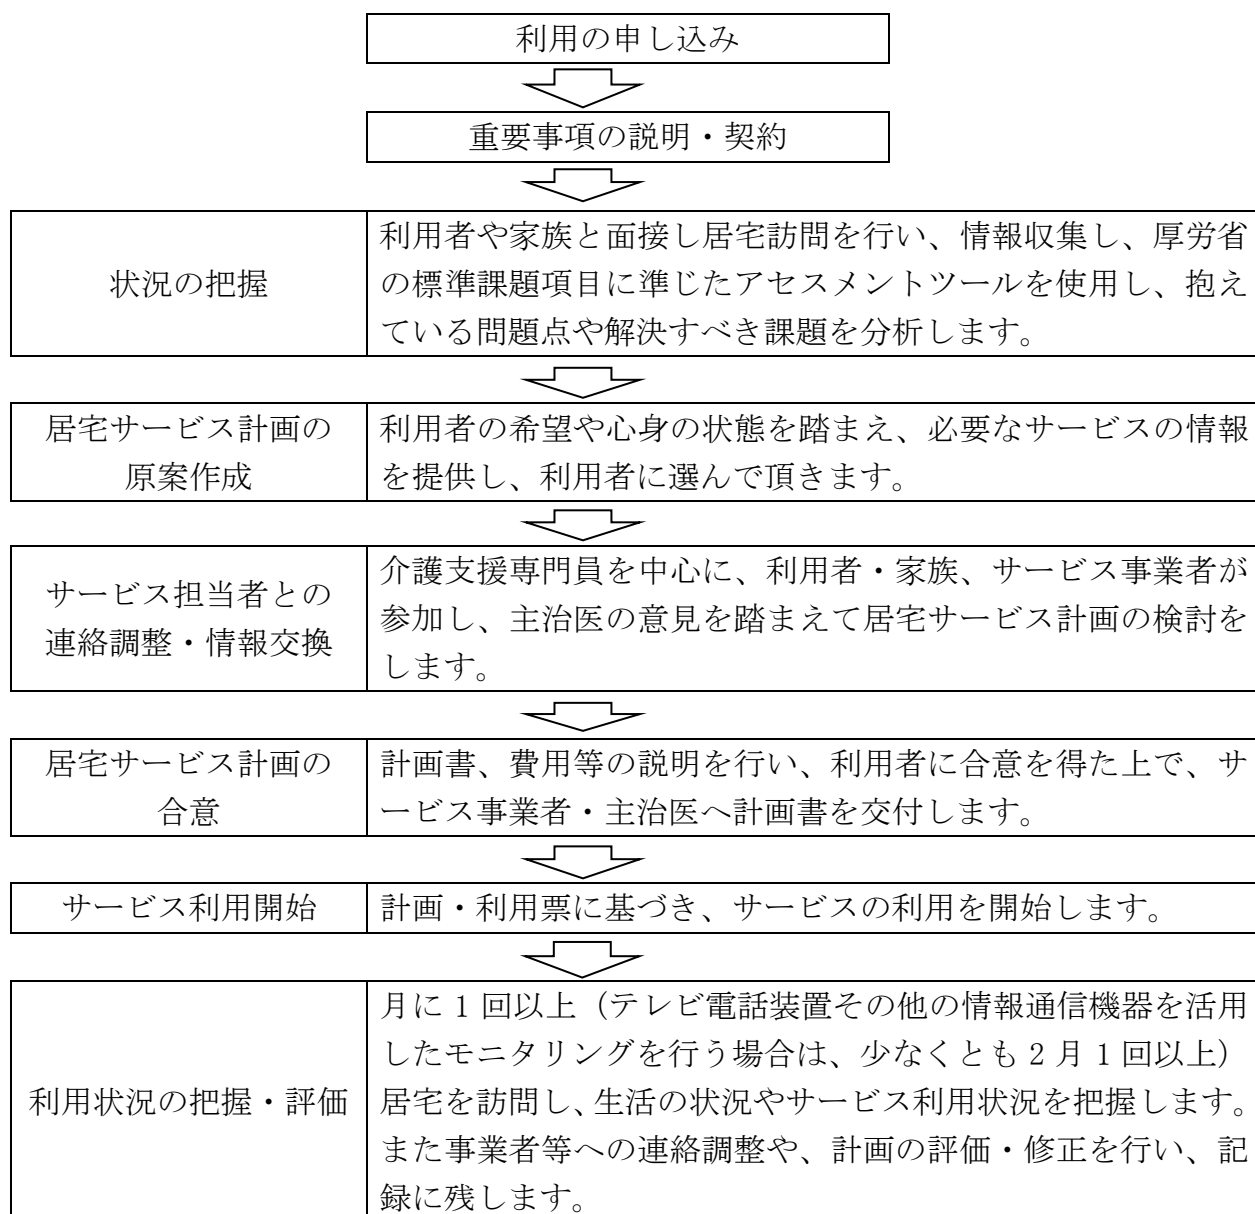 利用の申し込み
重要事項の説明・契約
状況の把握
利用者や家族と面接し居宅訪問を行い、情報収集し、厚労省
の標準課題項目に準じたアセスメントツールを使用し、抱え
ている問題点や解決すべき課題を分析します。
居宅サービス計画の
原案作成
利用者の希望や心身の状態を踏まえ、必要なサービスの情報
を提供し、利用者に選んで頂きます。
サービス担当者との
連絡調整・情報交換
介護支援専門員を中心に、利用者・家族、サービス事業者が
参加し、主治医の意見を踏まえて居宅サービス計画の検討を
します。
居宅サービス計画の
合意
計画書、費用等の説明を行い、利用者に合意を得た上で、サ
ービス事業者・主治医へ計画書を交付します。
サービス利用開始
計画・利用票に基づき、サービスの利用を開始します。
利用状況の把握・評価
月に 1 回以上（テレビ電話装置その他の情報通信機器を活用
したモニタリングを行う場合は、少なくとも 2 月 1 回以上）
居宅を訪問し、生活の状況やサービス利用状況を把握します。
また事業者等への連絡調整や、計画の評価・修正を行い、記
録に残します。